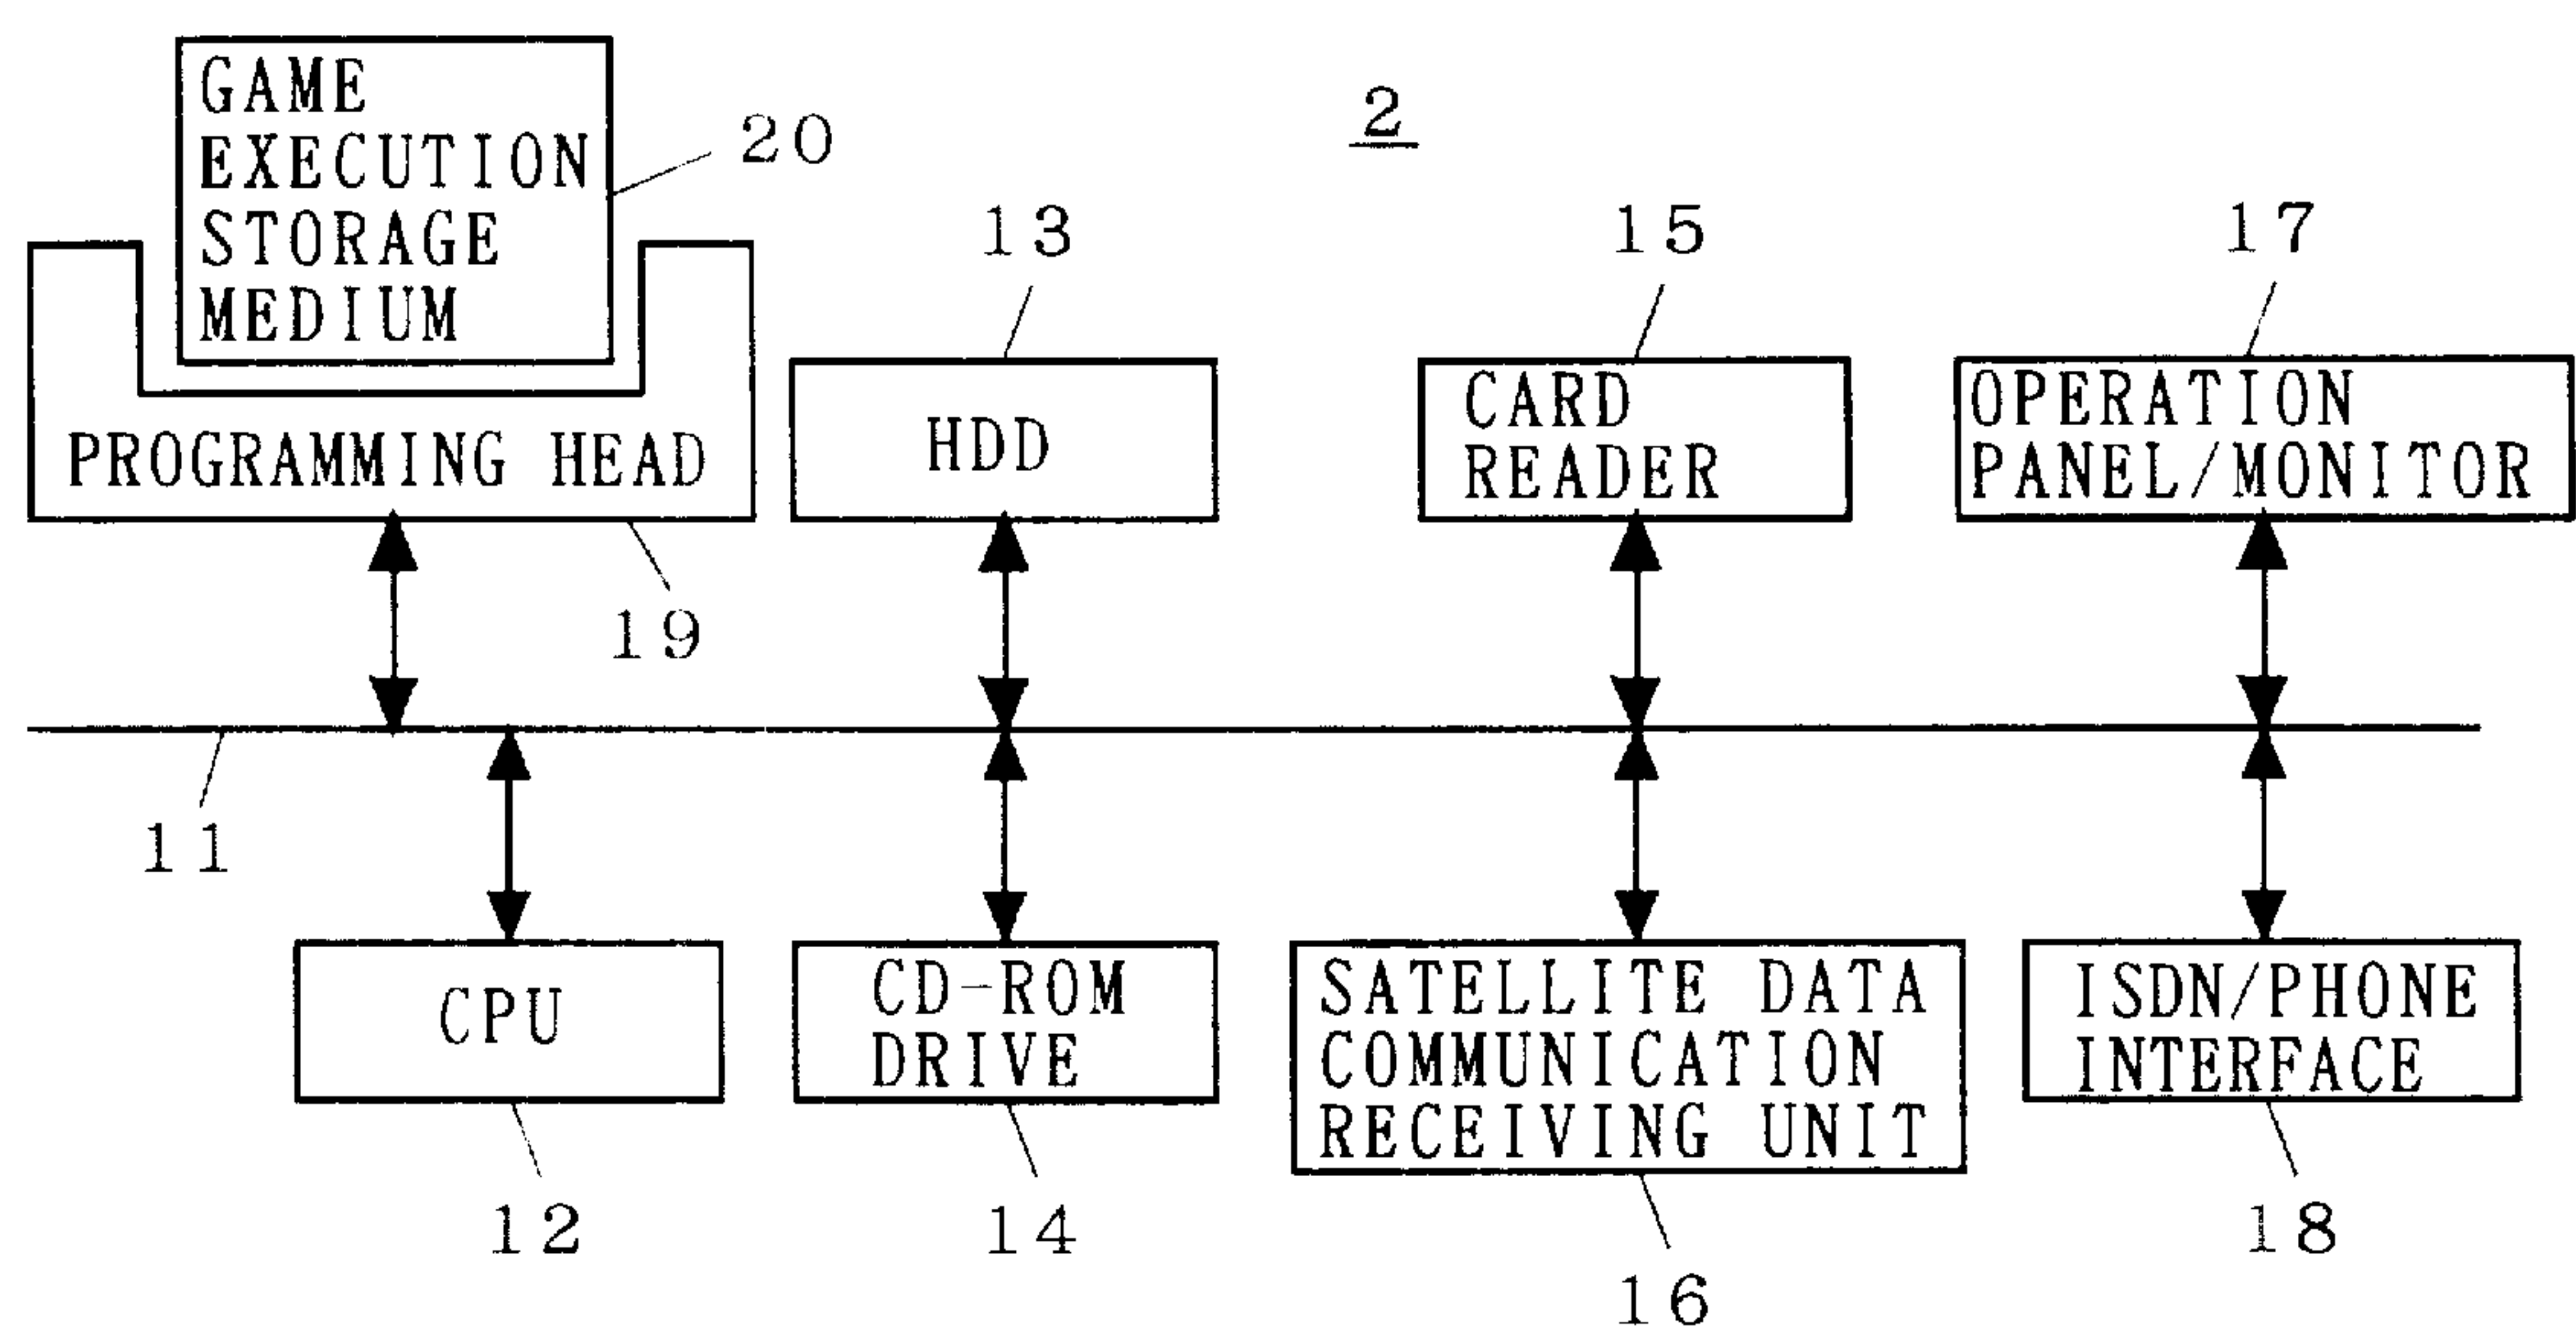 GAME
EXECUTION
STORAGE
MEDIUM
20
2
13
15
17
PROGRAMMING HEAD
HDD
CARD
READER
OPERATION
PANEL/MONITOR
19
11
CPU
CD-ROM
DRIVE
SATELLITE DATA
COMMUNICATION
RECEIVING UNIT
ISDN/PHONE
INTERFACE
12
14
16
18